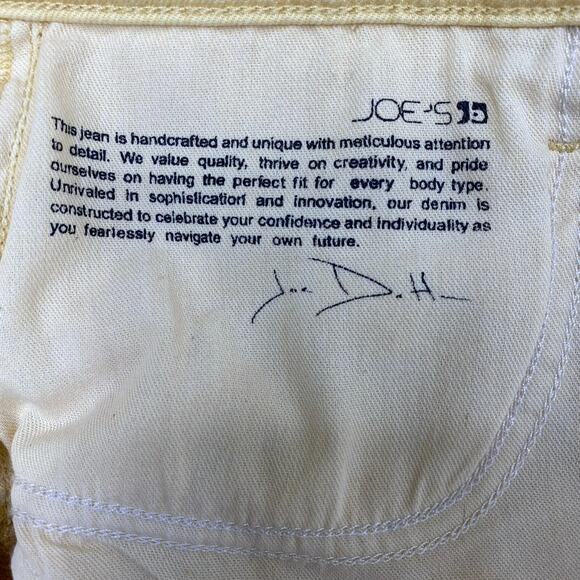 JOE'S
This jean is handcrafted and unique with meticulous attention
to detail. We value quality, thrive on creativity, and pride
ourselves on having the perfect fit for every body type.
Unrivaled in sophistication and innovation, our denim is
constructed to celebrate your confidence and individuality as
you fearlessly navigate your own future.
Joe